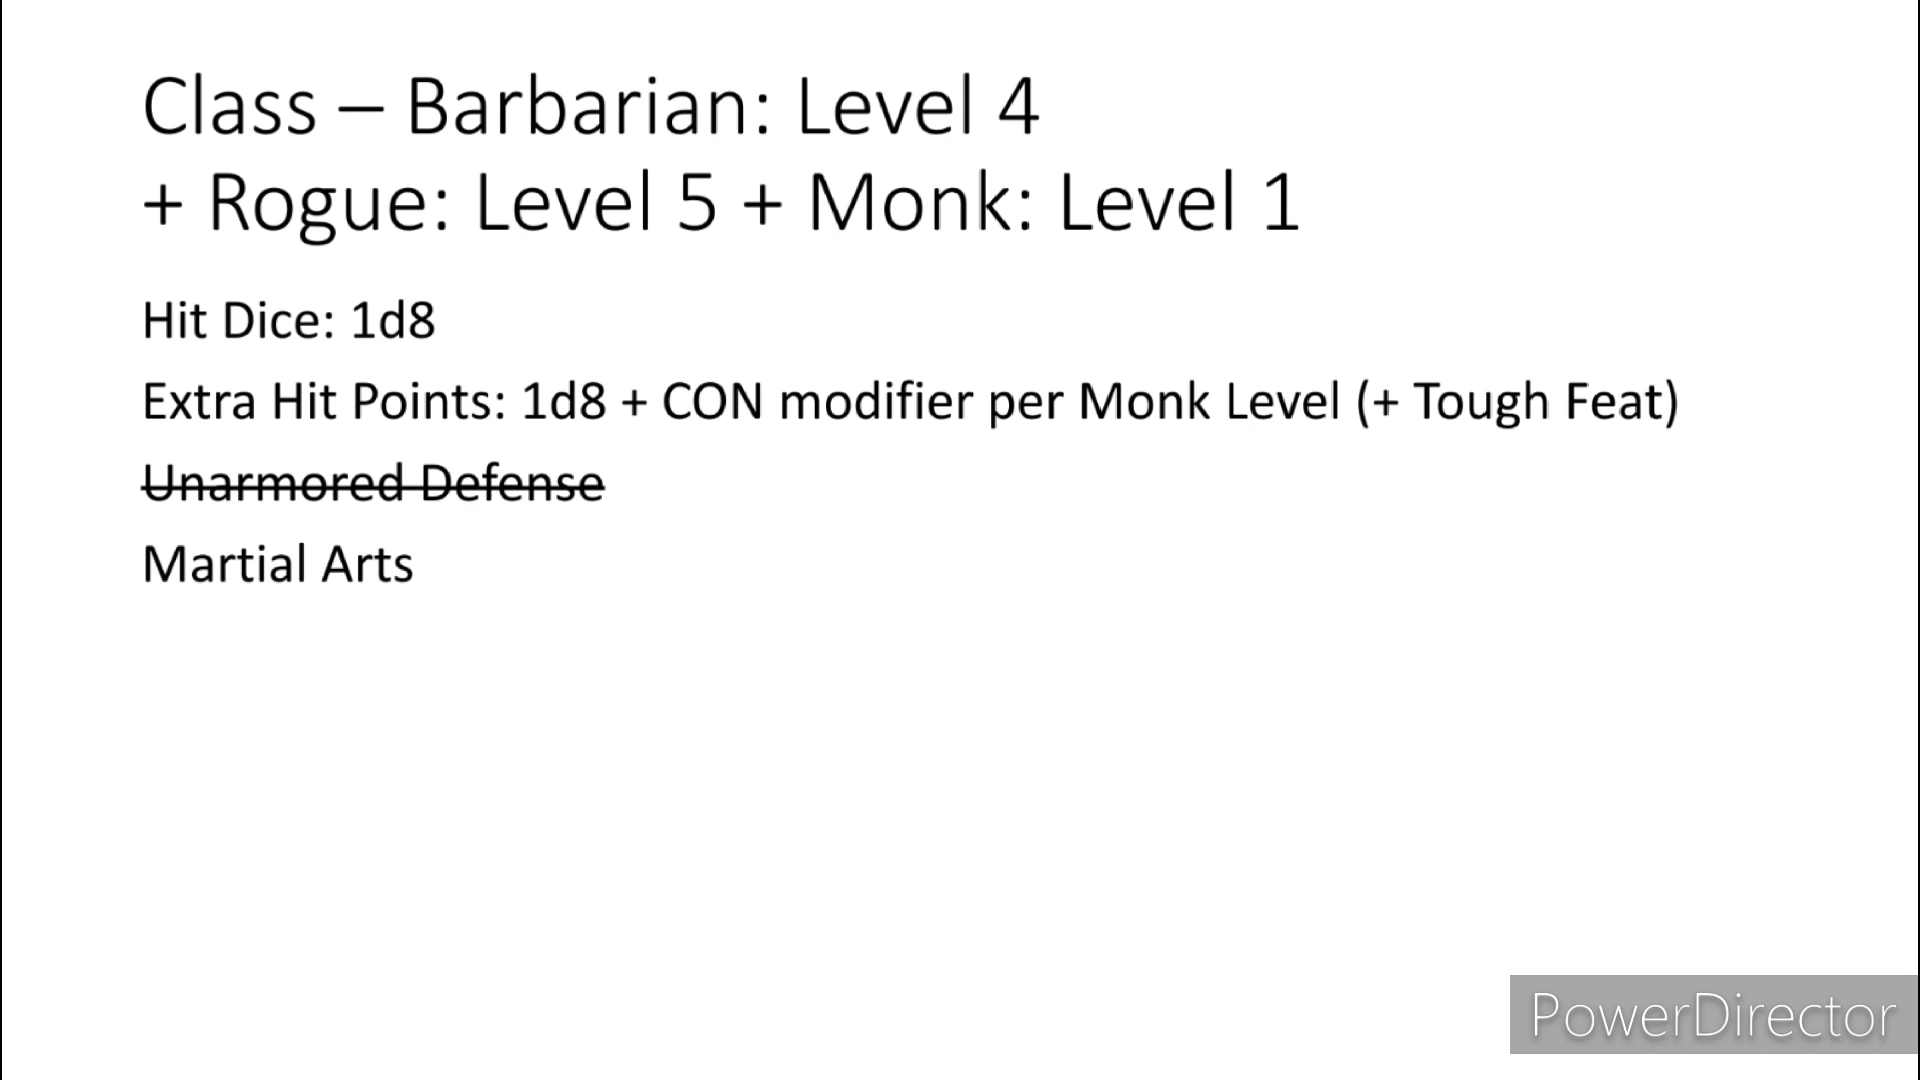 Class – Barbarian: Level 4
+ Rogue: Level 5 + Monk: Level 1
Hit Dice: 1d8
Extra Hit Points: 1d8 + CON modifier per Monk Level (+ Tough Feat)
Unarmored Defense
Martial Arts
PowerDirector